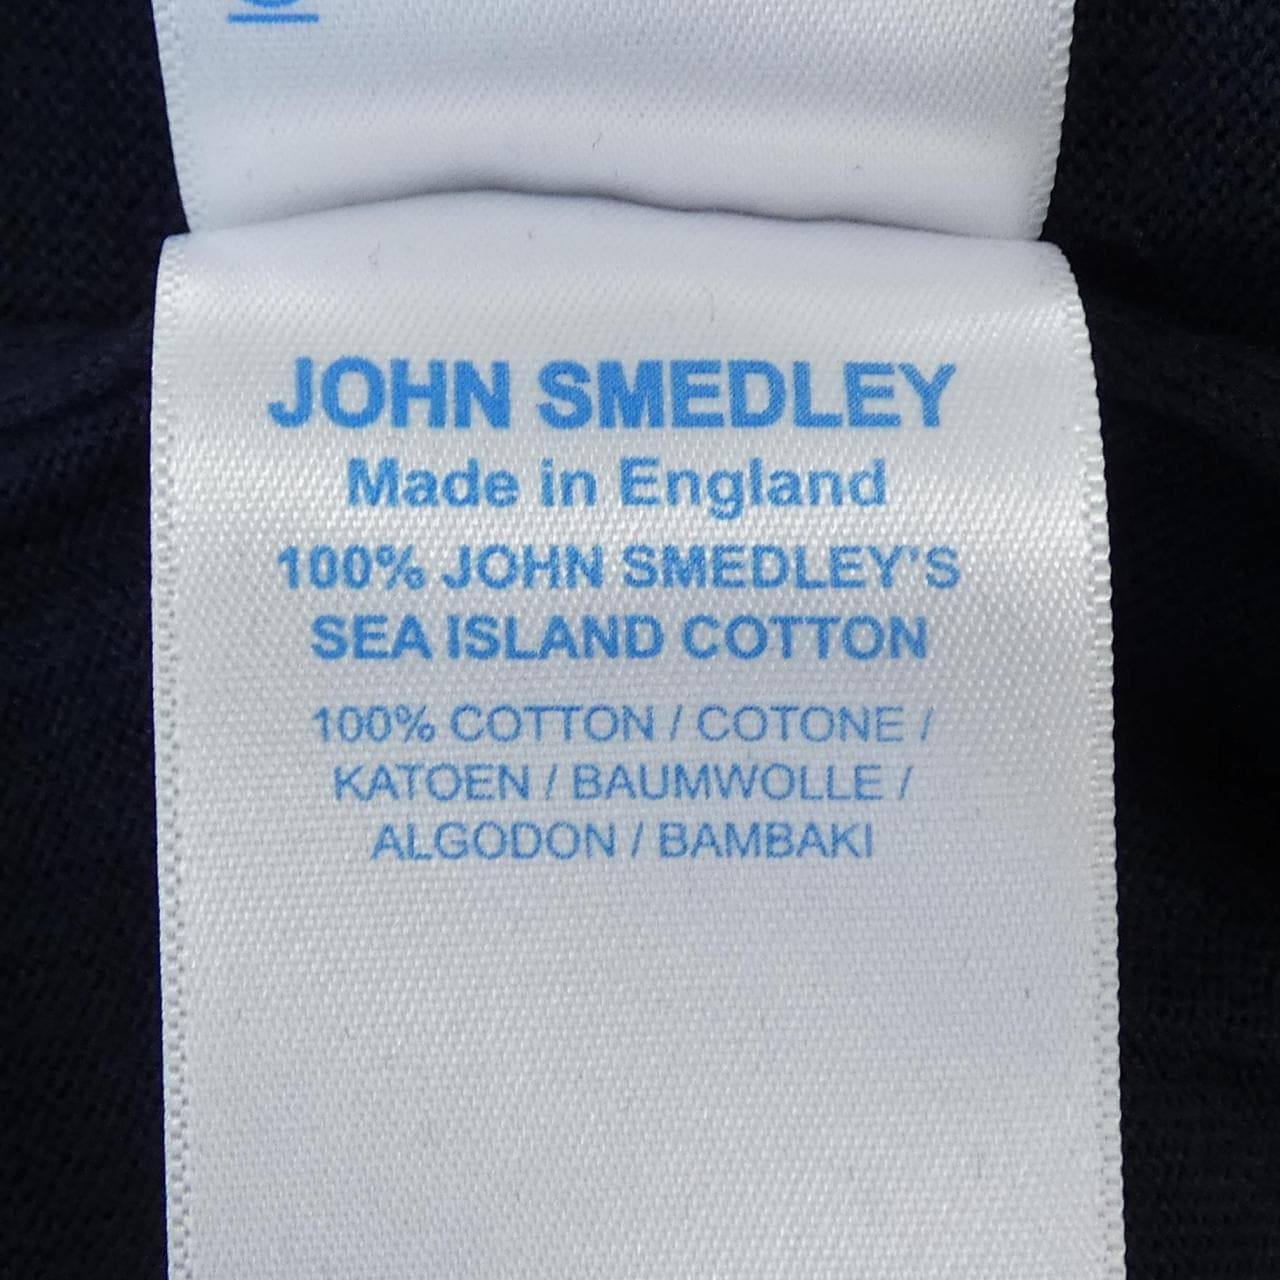 JOHN SMEDLEY
Made in England
100% JOHN SMEDLEY'S
SEA ISLAND COTTON
100% COTTON / COTONE /
KATOEN / BAUMWOLLE /
ALGODON / BAMBAKI